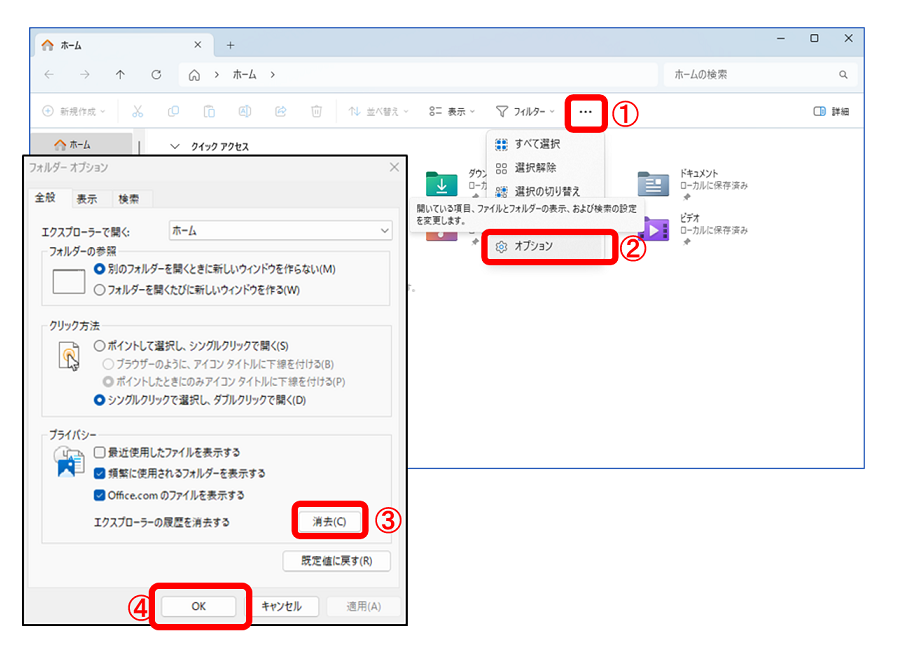 ホーム
ホーム
ホームの検索
新規作成
並べ替え
表示
フィルター
①
詳細
ホーム
クイック アクセス
すべて選択
選択解除
選択の切り替え
ダウン
ローカ
ドキュメント
ローカルに保存済み
開いている項目、ファイルとフォルダーの表示、および検索の設定
を変更します。
ビデオ
ローカルに保存済み
オプション
②
す。
フォルダー オプション
全般
表示
検索
エクスプローラーで開く:
ホーム
フォルダーの参照
別のフォルダーを開くときに新しいウィンドウを作らない(M)
フォルダーを開くたびに新しいウィンドウを作る(W)
クリック方法
ポイントして選択し、シングルクリックで開く(S)
ブラウザーのように、アイコン タイトルに下線を付ける(B)
ポイントしたときにのみアイコン タイトルに下線を付ける(P)
シングルクリックで選択し、ダブルクリックで開く(D)
プライバシー
最近使用したファイルを表示する
頻繁に使用されるフォルダーを表示する
Office.com のファイルを表示する
エクスプローラーの履歴を消去する
消去(C)
③
既定値に戻す(R)
④
OK
キャンセル
適用(A)